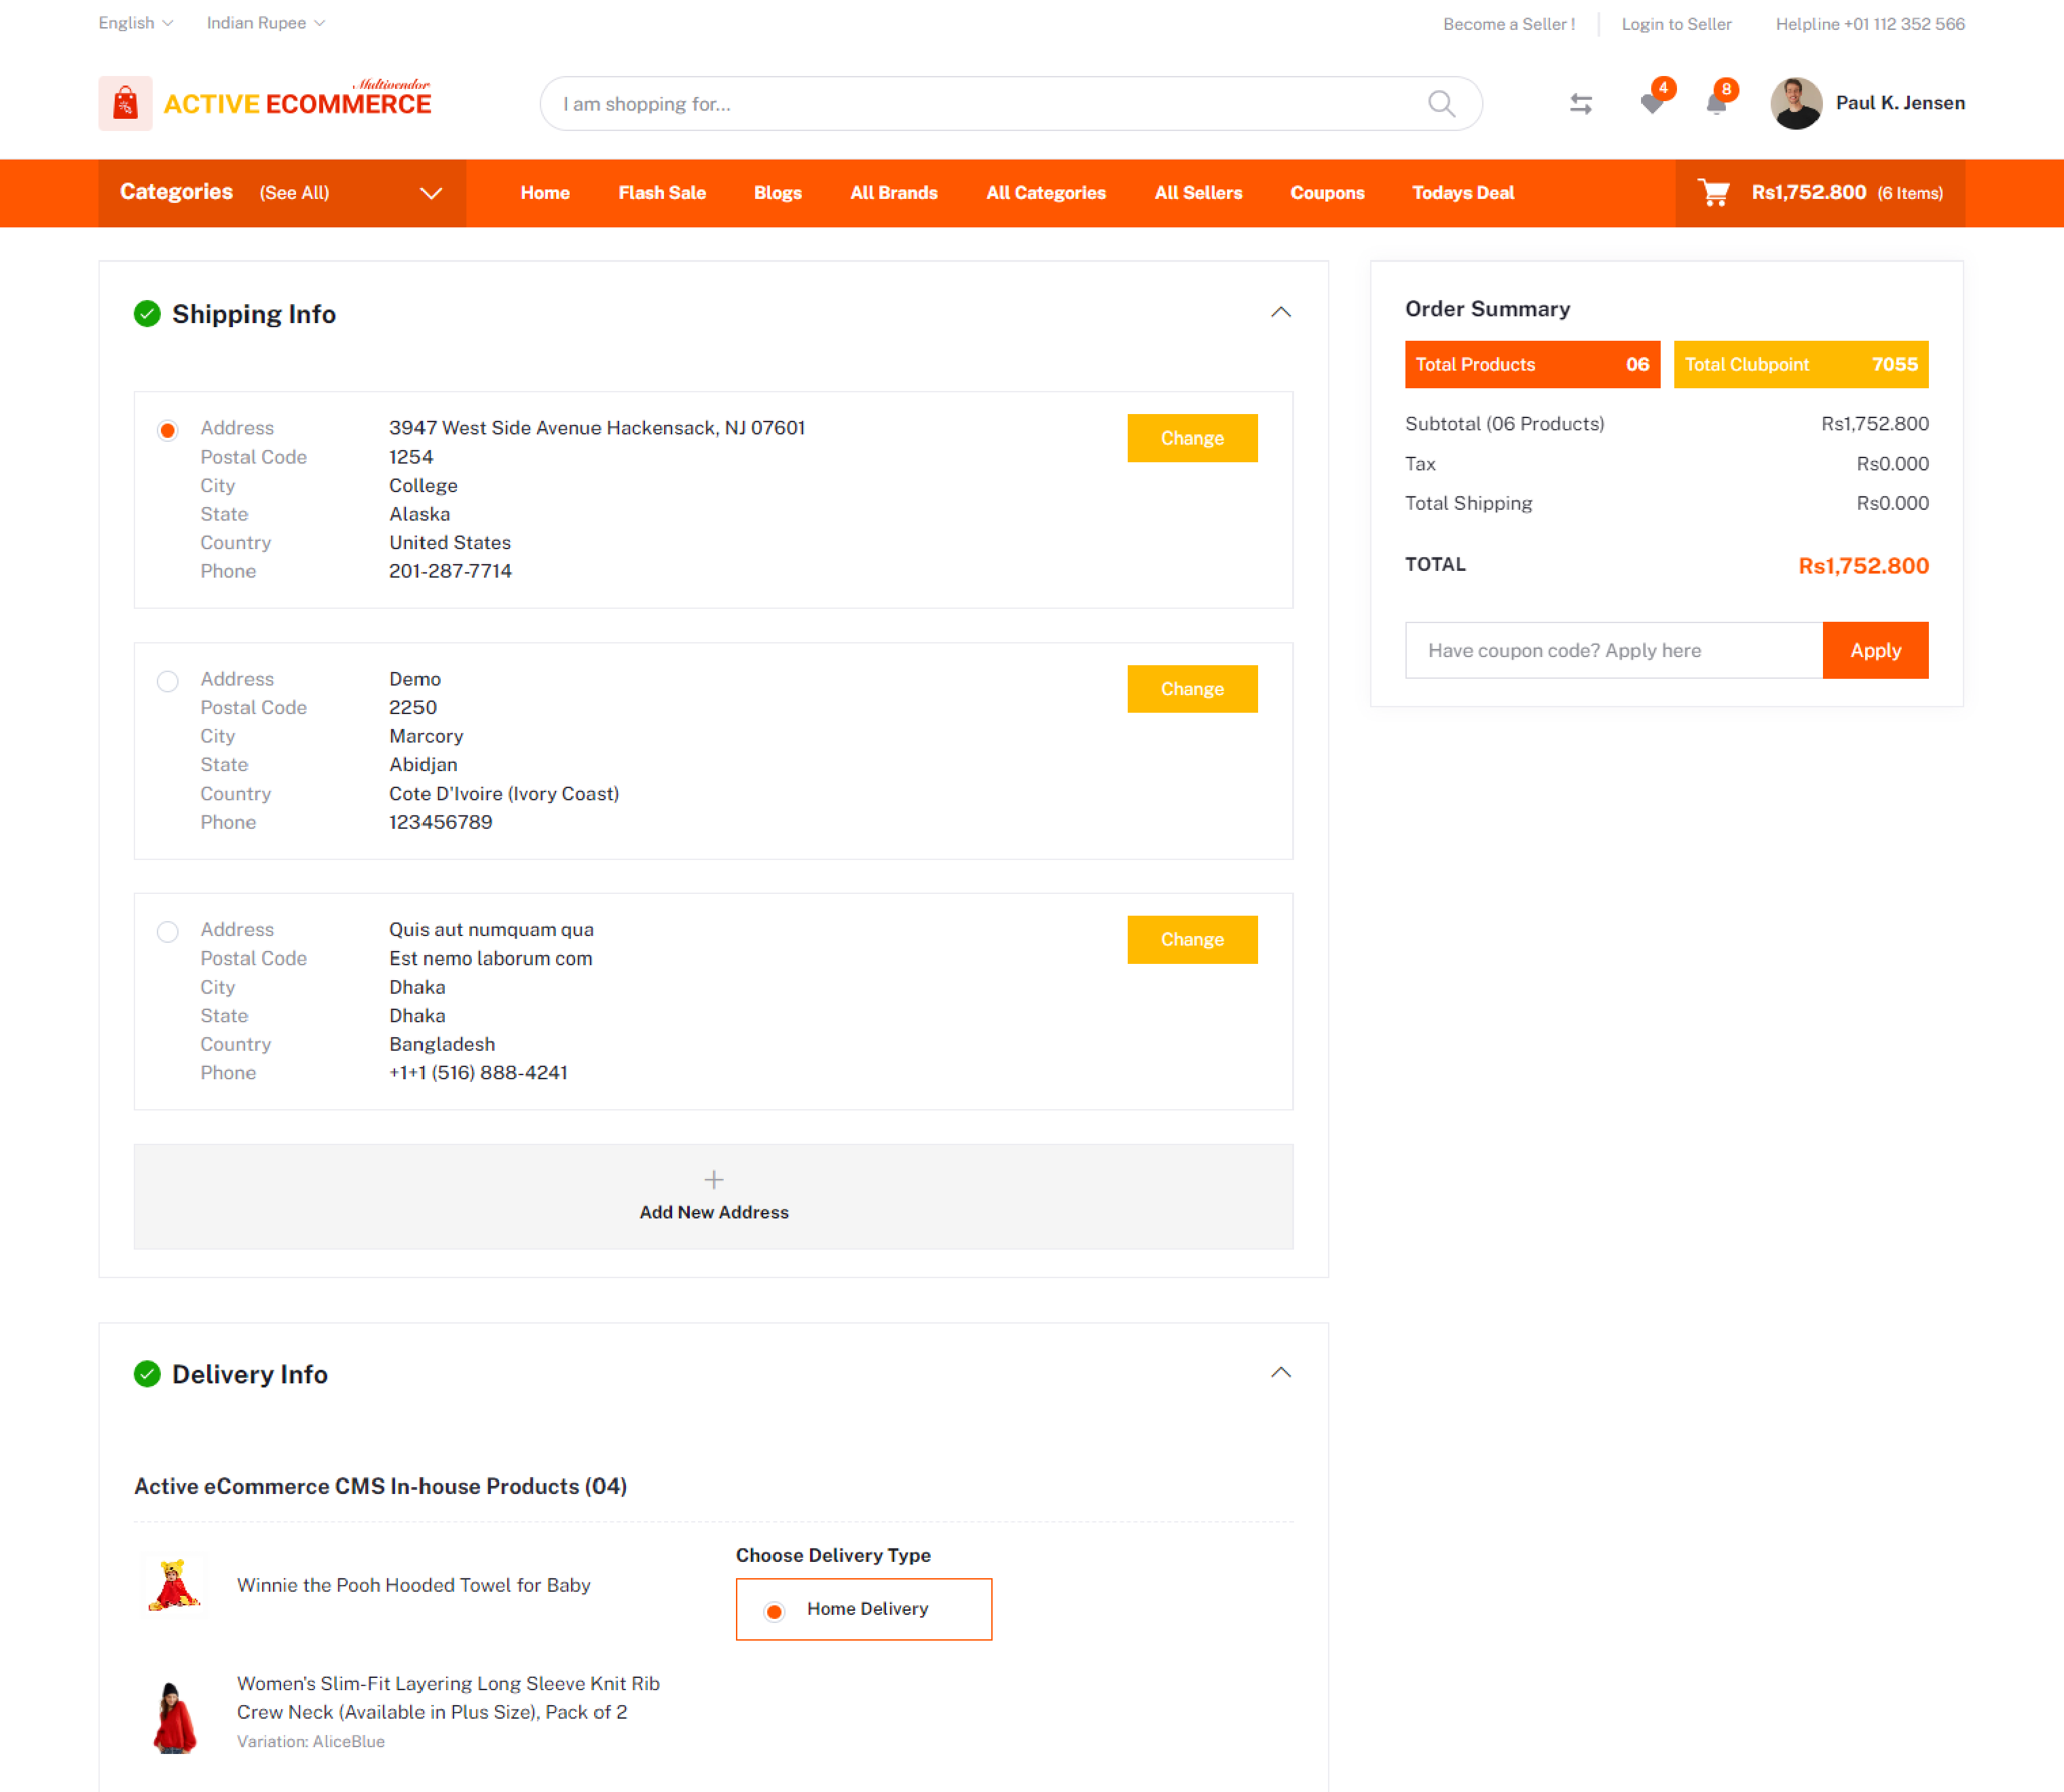 English
Indian Rupee
Become a Seller !
Login to Seller
Helpline +01 112 352 566
Multivendor
ACTIVE ECOMMERCE
I am shopping for...
4
8
Paul K. Jensen
Categories (See All)
Home
Flash Sale
Blogs
All Brands
All Categories
All Sellers
Coupons
Todays Deal
Rs1,752.800 (6 Items)
Shipping Info
Address 3947 West Side Avenue Hackensack, NJ 07601
Postal Code 1254
City College
State Alaska
Country United States
Phone 201-287-7714
Change
Address Demo
Postal Code 2250
City Marcory
State Abidjan
Country Cote D'Ivoire (Ivory Coast)
Phone 123456789
Change
Address Quis aut numquam qua
Postal Code Est nemo laborum com
City Dhaka
State Dhaka
Country Bangladesh
Phone +1+1 (516) 888-4241
Change
Add New Address
Order Summary
Total Products 06
Total Clubpoint 7055
Subtotal (06 Products) Rs1,752.800
Tax Rs0.000
Total Shipping Rs0.000
TOTAL Rs1,752.800
Have coupon code? Apply here
Apply
Delivery Info
Active eCommerce CMS In-house Products (04)
Winnie the Pooh Hooded Towel for Baby
Women's Slim-Fit Layering Long Sleeve Knit Rib
Crew Neck (Available in Plus Size), Pack of 2
Variation: AliceBlue
Choose Delivery Type
Home Delivery